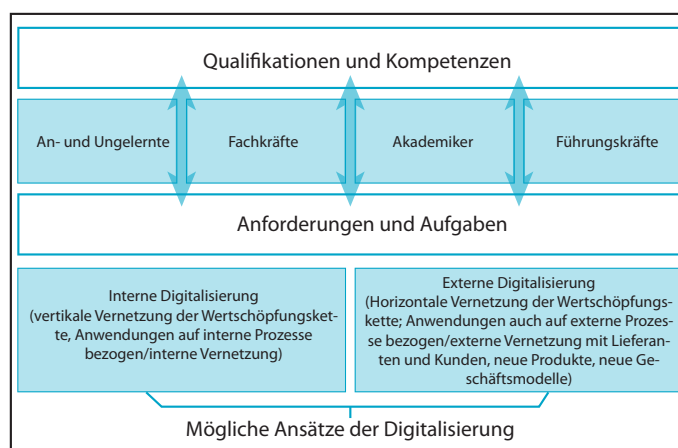 Qualifikationen und Kompetenzen
An- und Ungelernte
Fachkräfte
Akademiker
Führungskräfte
Anforderungen und Aufgaben
Interne Digitalisierung
(vertikale Vernetzung der Wertschöpfungsket-
te, Anwendungen auf interne Prozesse
bezogen/interne Vernetzung)
Externe Digitalisierung
(Horizontale Vernetzung der Wertschöpfungs-
kette; Anwendungen auch auf externe Prozes-
se bezogen/externe Vernetzung mit Lieferan-
ten und Kunden, neue Produkte, neue Ge-
schäftsmodelle)
Mögliche Ansätze der Digitalisierung